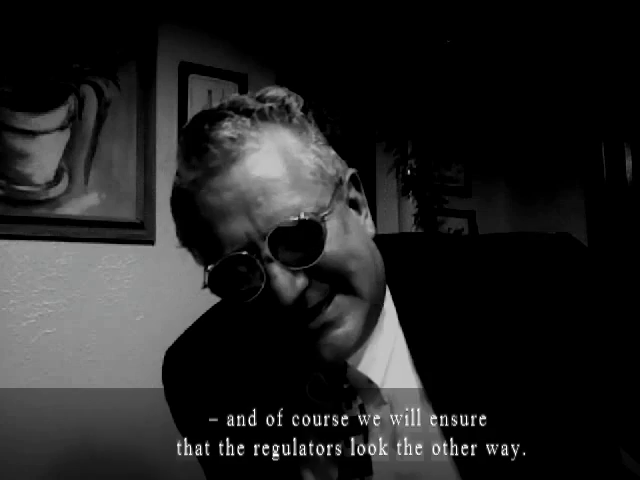 – and of course we will ensure
that the regulators look the other way.